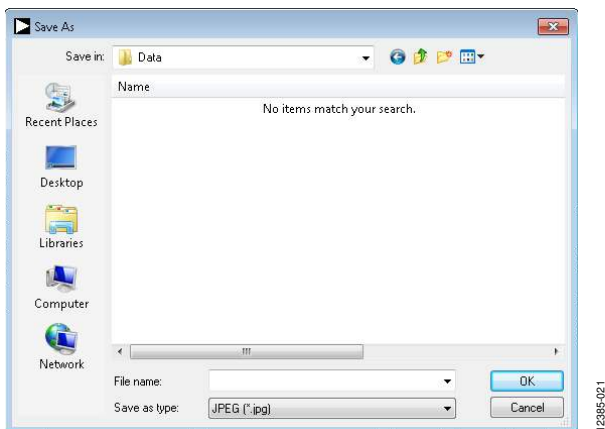 Save As
Save in: Data
Name
No items match your search.
Recent Places
Desktop
Libraries
Computer
Network
File name:
OK
Save as type: JPEG (*.jpg)
Cancel
12385-021